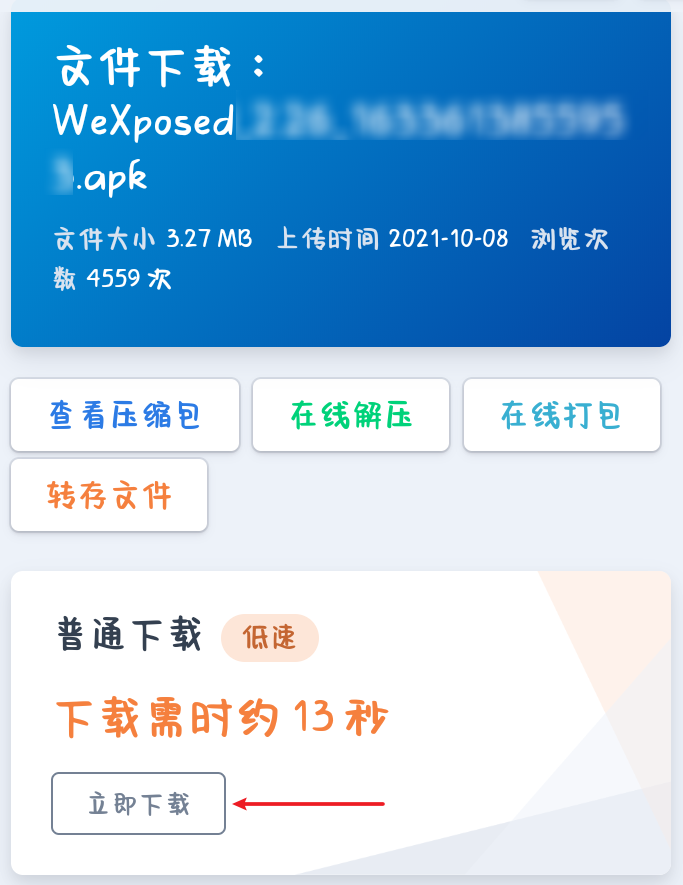 文件下载：
WeXposed
.apk
文件大小 3.27 MB 上传时间 2021-10-08 浏览次
数 4559 次
查看压缩包 在线解压 在线打包
转存文件
普通下载 低速
下载需时约 13 秒
立即下载